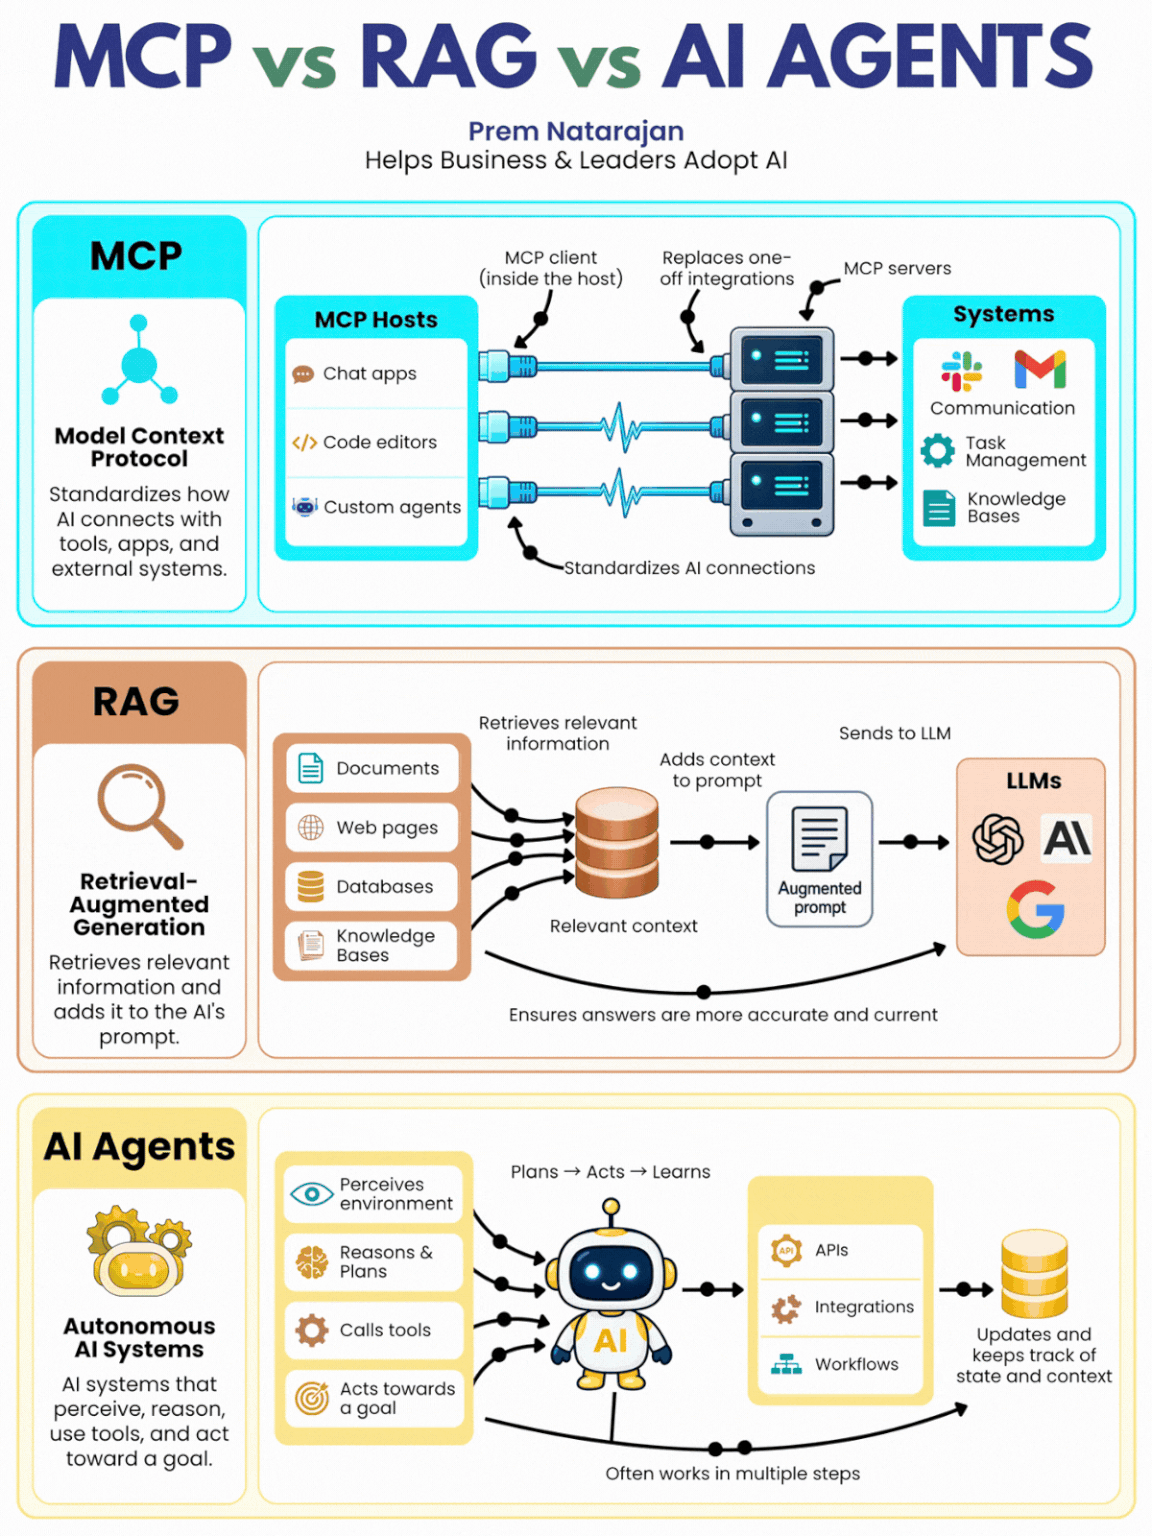 MCP vs RAG vs AI AGENTS
Prem Natarajan
Helps Business & Leaders Adopt AI
MCP
Model Context
Protocol
Standardizes how
AI connects with
tools, apps, and
external systems.
MCP client
(inside the host)
Replaces one-
off integrations
MCP servers
MCP Hosts
Chat apps
Code editors
Custom agents
Systems
Communication
Task
Management
Knowledge
Bases
Standardizes AI connections
RAG
Retrieval-
Augmented
Generation
Retrieves relevant
information and
adds it to the AI's
prompt.
Documents
Web pages
Databases
Knowledge
Bases
Retrieves relevant
information
Relevant context
Adds context
to prompt
Augmented
prompt
Sends to LLM
LLMs
AI
G
Ensures answers are more accurate and current
AI Agents
Autonomous
AI Systems
AI systems that
perceive, reason,
use tools, and act
toward a goal.
Perceives
environment
Reasons &
Plans
Calls tools
Acts towards
a goal
Plans → Acts → Learns
AI
API
APIs
Integrations
Workflows
Updates and
keeps track of
state and context
Often works in multiple steps